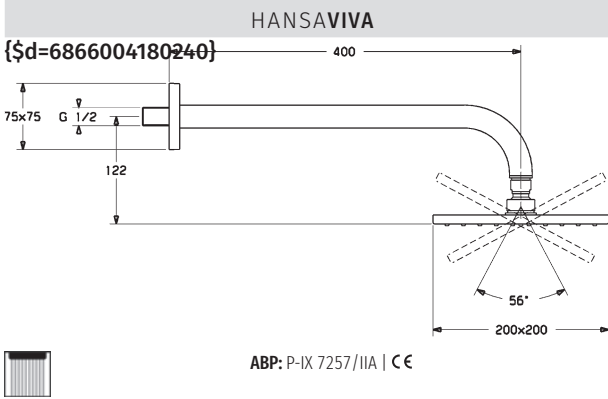 HANSAVIVA
{$d=6866004180240}
400
75x75
G 1/2
122
56°
200x200
ABP: P-IX 7257/IIA | CE